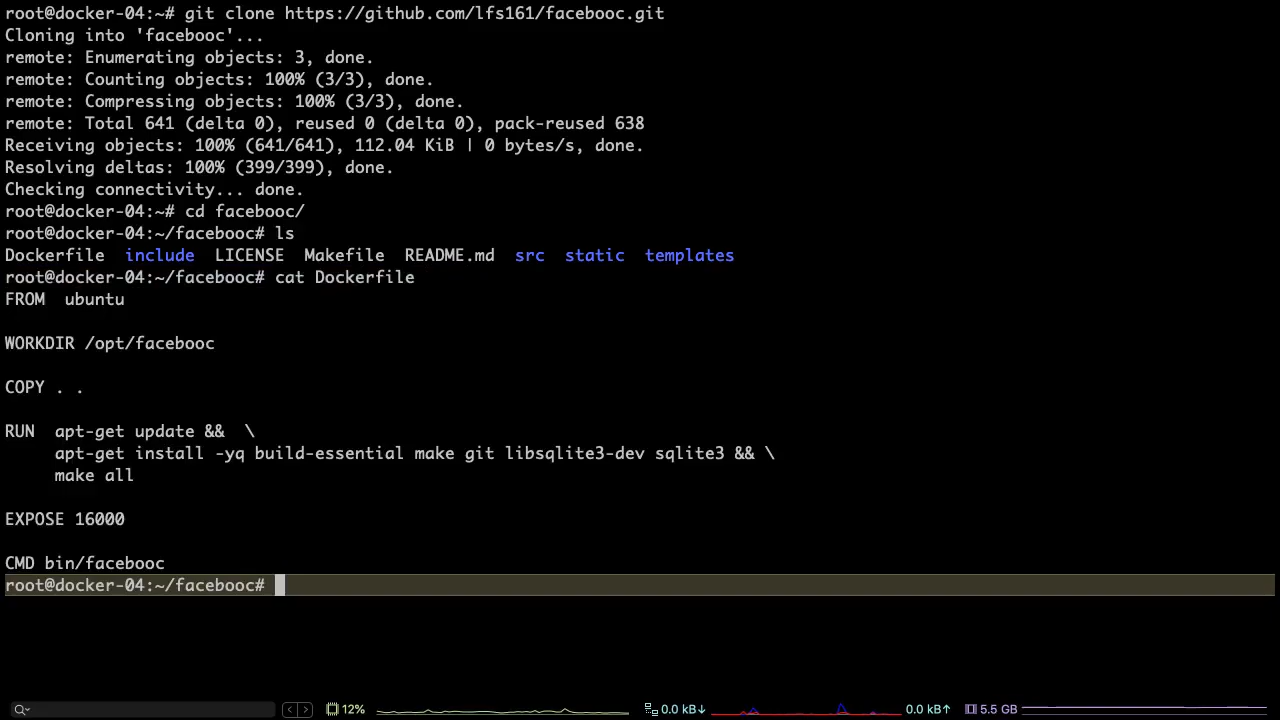 root@docker-04:~# git clone https://github.com/lfs161/facebooc.git
Cloning into 'facebooc'...
remote: Enumerating objects: 3, done.
remote: Counting objects: 100% (3/3), done.
remote: Compressing objects: 100% (3/3), done.
remote: Total 641 (delta 0), reused 0 (delta 0), pack-reused 638
Receiving objects: 100% (641/641), 112.04 KiB | 0 bytes/s, done.
Resolving deltas: 100% (399/399), done.
Checking connectivity... done.
root@docker-04:~# cd facebooc/
root@docker-04:~/facebooc# ls
Dockerfile  include  LICENSE  Makefile  README.md  src  static  templates
root@docker-04:~/facebooc# cat Dockerfile
FROM  ubuntu
WORKDIR /opt/facebooc
COPY . .
RUN  apt-get update &&  \
     apt-get install -yq build-essential make git libsqlite3-dev sqlite3 && \
     make all
EXPOSE 16000
CMD bin/facebooc
root@docker-04:~/facebooc#
12% 0.0 kB↓ 0.0 kB↑ 5.5 GB